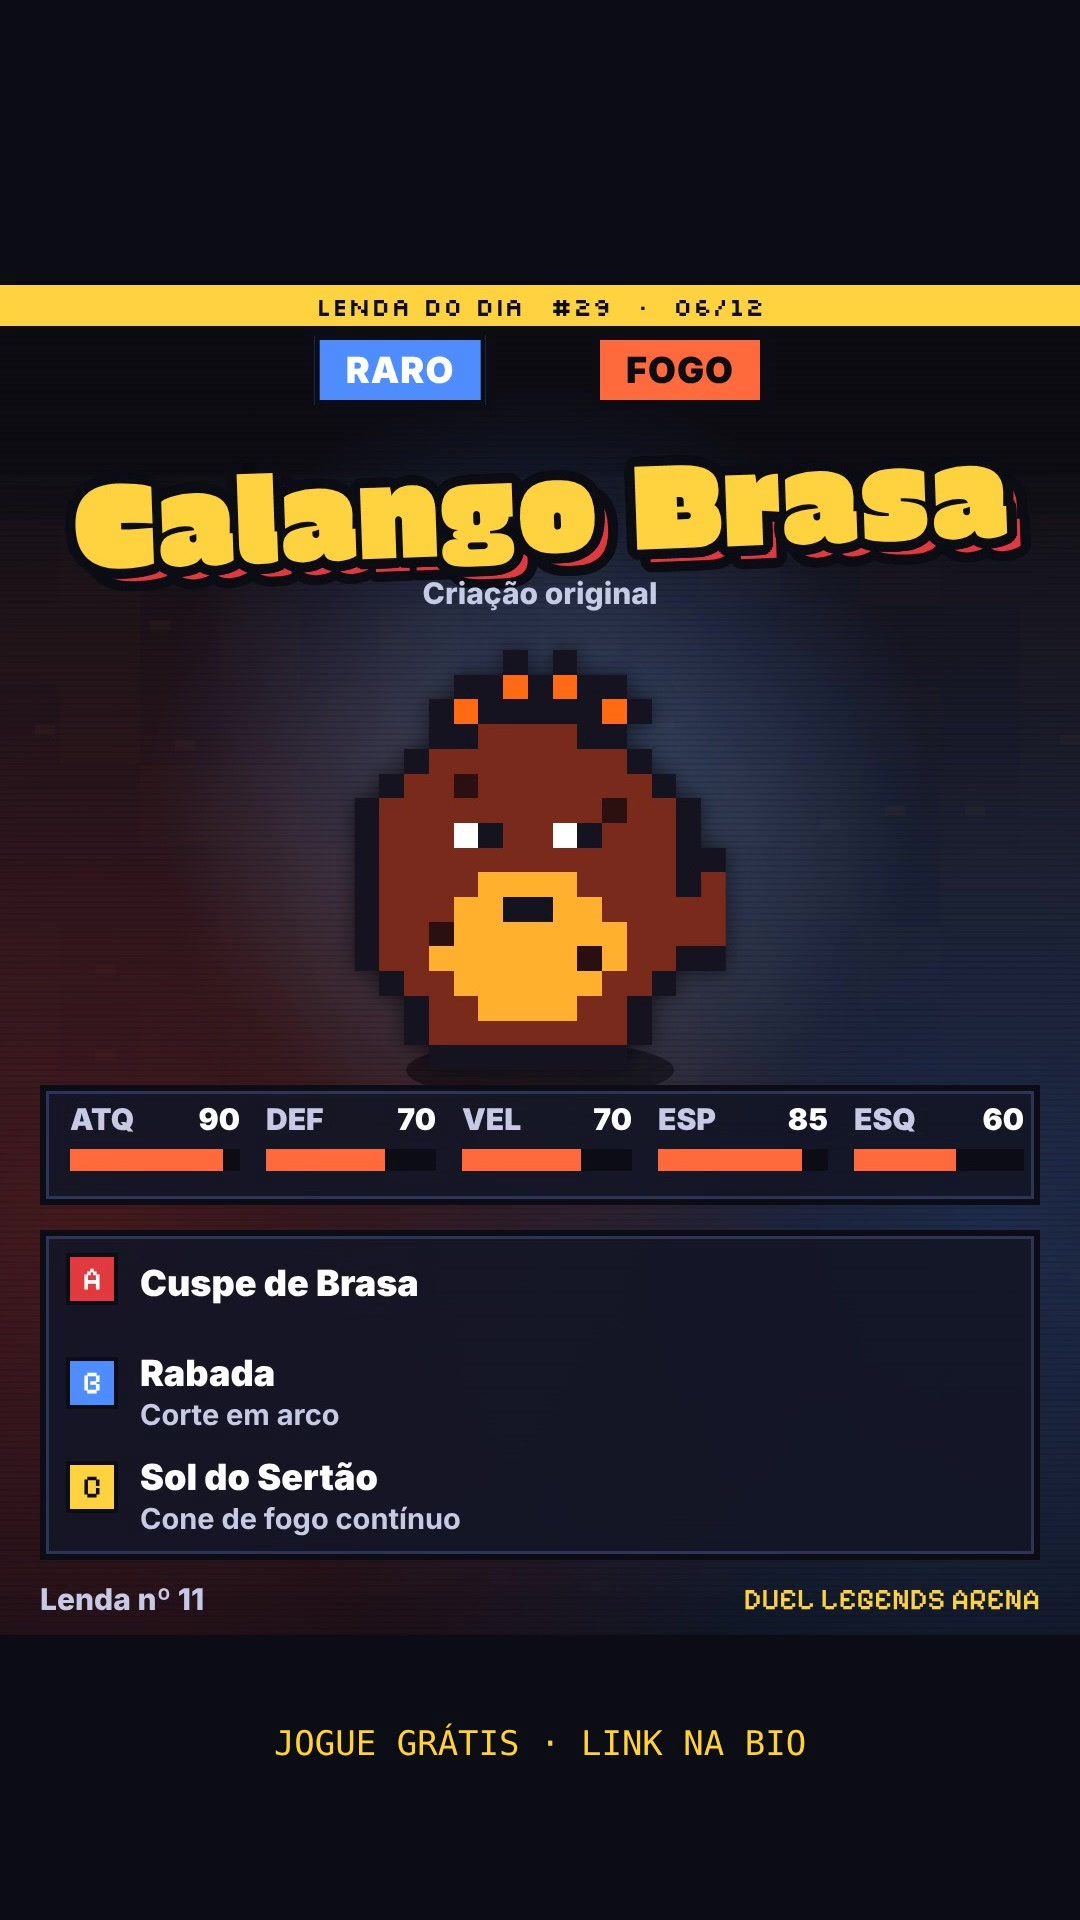 LENDA DO DIA #29 · 06/12
RARO FOGO
Calango Brasa
Criação original
ATQ 90 DEF 70 VEL 70 ESP 85 ESQ 60
A Cuspe de Brasa
B Rabada
Corte em arco
C Sol do Sertão
Cone de fogo contínuo
Lenda nº 11 DUEL LEGENDS ARENA
JOGUE GRÁTIS · LINK NA BIO